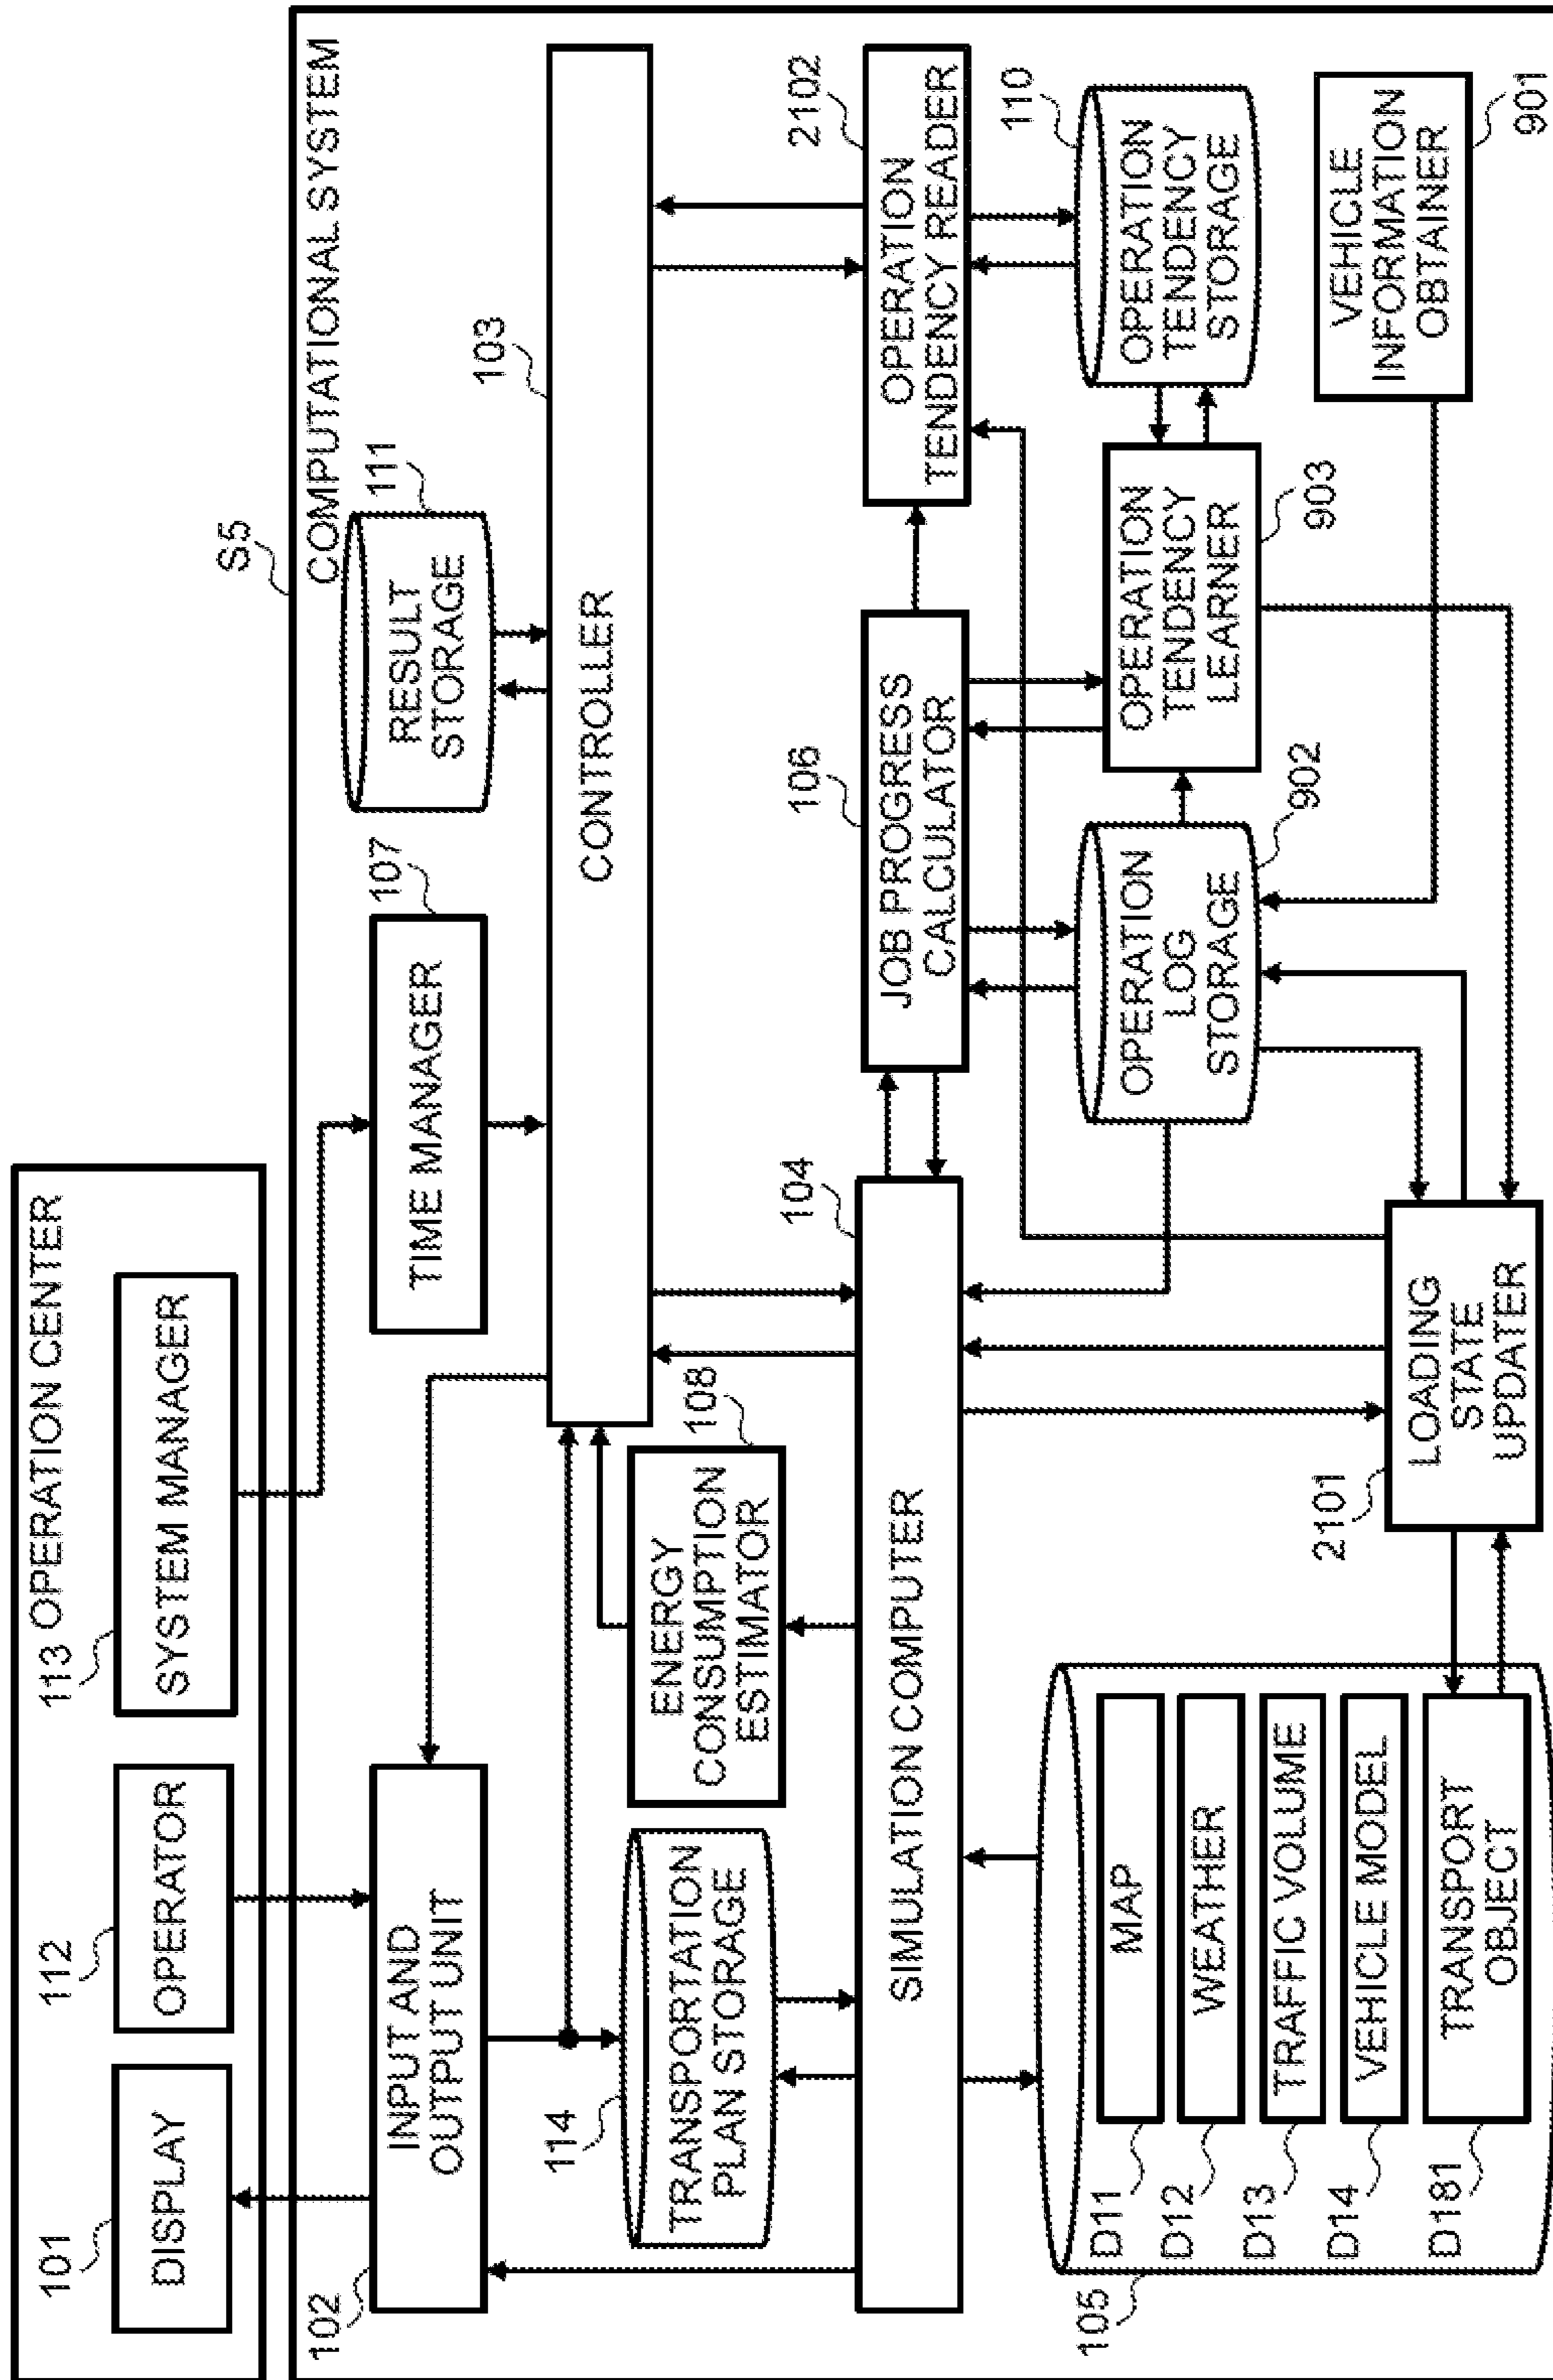 OPERATION CENTER
101
DISPLAY
112
OPERATOR
113
SYSTEM MANAGER
S5
COMPUTATIONAL SYSTEM
102
INPUT AND
OUTPUT UNIT
107
TIME MANAGER
111
RESULT
STORAGE
103
CONTROLLER
114
TRANSPORTATION
PLAN STORAGE
108
ENERGY
CONSUMPTION
ESTIMATOR
104
SIMULATION COMPUTER
106
JOB PROGRESS
CALCULATOR
2102
OPERATION
TENDENCY READER
105
D11
MAP
D12
WEATHER
D13
TRAFFIC VOLUME
D14
VEHICLE MODEL
D181
TRANSPORT
OBJECT
2101
LOADING
STATE
UPDATER
902
OPERATION
LOG
STORAGE
903
OPERATION
TENDENCY
LEARNER
110
OPERATION
TENDENCY
STORAGE
901
VEHICLE
INFORMATION
OBTAINER